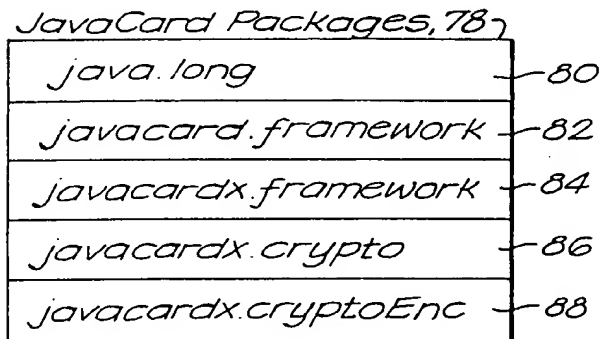 JavaCard Packages, 78
java.long 80
javacard.framework 82
javacardx.framework 84
javacardx.crypto 86
javacardx.cryptoEnc 88